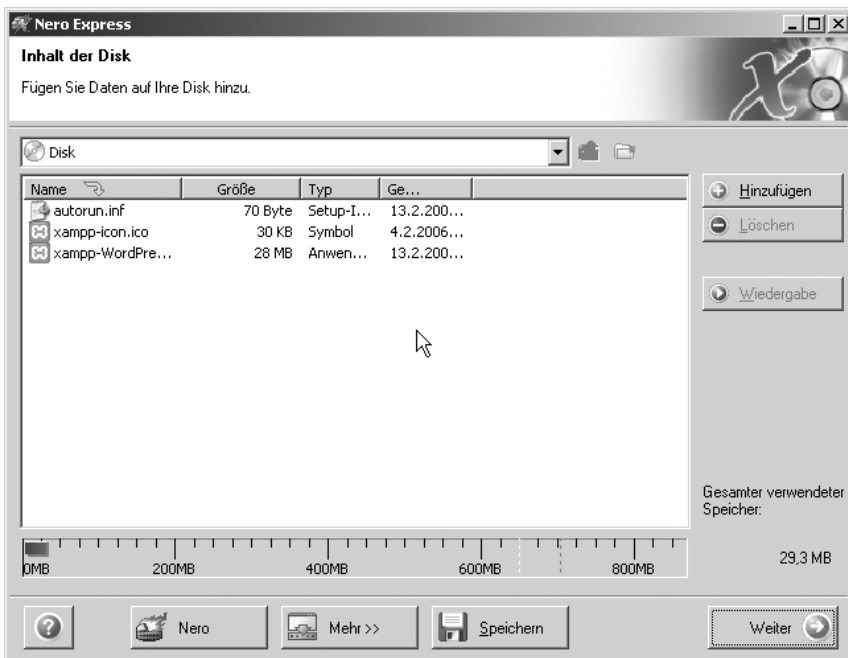 Nero Express
Inhalt der Disk
Fügen Sie Daten auf Ihre Disk hinzu.
Disk
Name Größe Typ Ge...
autorun.inf 70 Byte Setup-I... 13.2.200...
xampp-icon.ico 30 KB Symbol 4.2.2006...
xampp-WordPre... 28 MB Anwen... 13.2.200...
Hinzufügen
Löschen
Wiedergabe
Gesamter verwendeter
Speicher:
29,3 MB
0MB 200MB 400MB 600MB 800MB
Nero Mehr >> Speichern Weiter